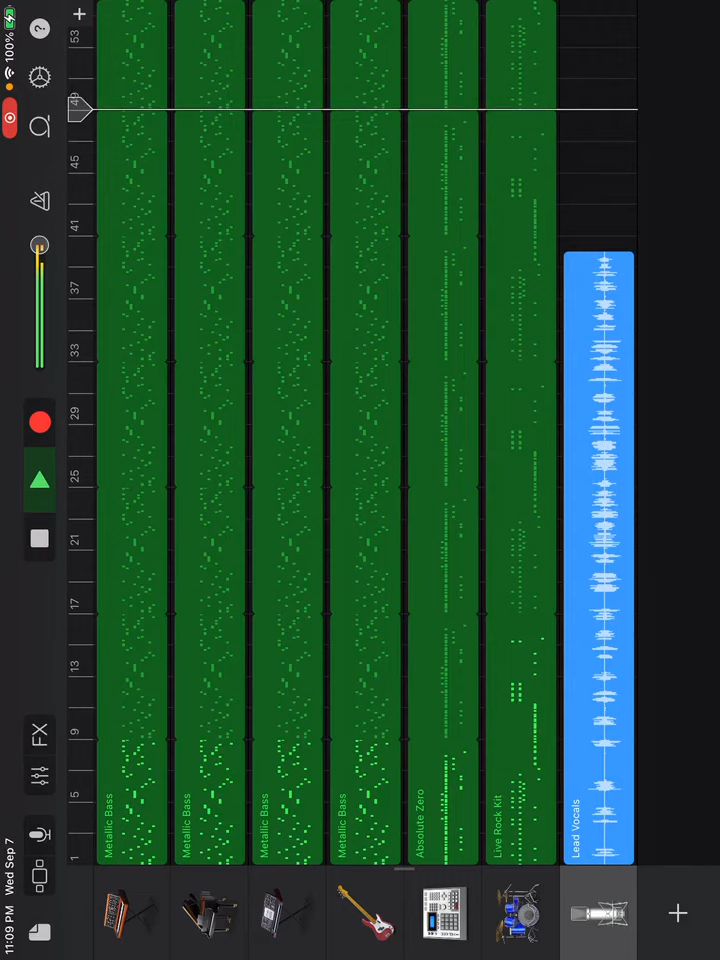 11:09 PM Wed Sep 7
100%
FX
?
1 5 9 13 17 21 25 29 33 37 41 45 49 53 +
Metallic Bass
Metallic Bass
Metallic Bass
Metallic Bass
Absolute Zero
Live Rock Kit
Lead Vocals
+